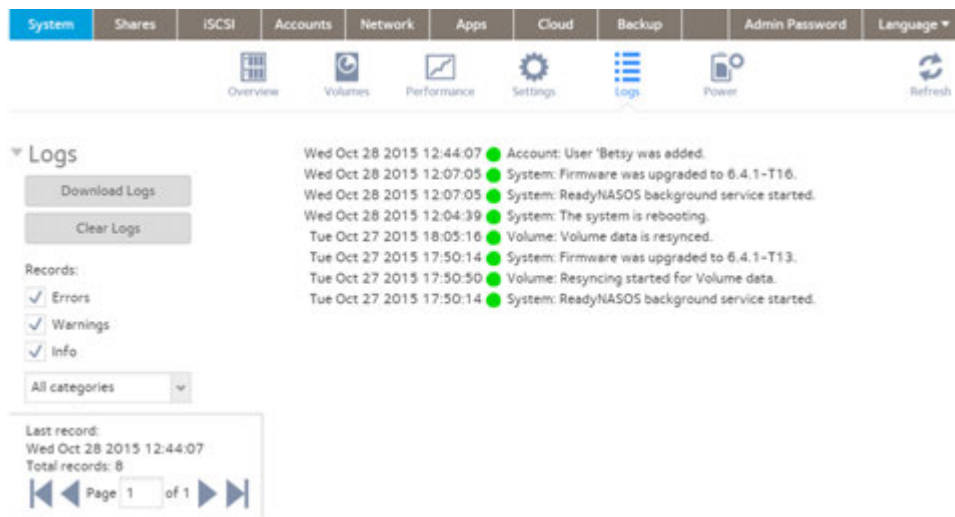 System Shares iSCSI Accounts Network Apps Cloud Backup Admin Password Language
Overview Volumes Performance Settings Logs Power Refresh
Logs
Download Logs
Clear Logs
Records:
Errors
Warnings
Info
All categories
Last record:
Wed Oct 28 2015 12:44:07
Total records: 8
Page 1 of 1
Wed Oct 28 2015 12:44:07 Account: User 'Betsy was added.
Wed Oct 28 2015 12:07:05 System: Firmware was upgraded to 6.4.1-T16.
Wed Oct 28 2015 12:07:05 System: ReadyNASOS background service started.
Wed Oct 28 2015 12:04:39 System: The system is rebooting.
Tue Oct 27 2015 18:05:16 Volume: Volume data is resynced.
Tue Oct 27 2015 17:50:14 System: Firmware was upgraded to 6.4.1-T13.
Tue Oct 27 2015 17:50:50 Volume: Resyncing started for Volume data.
Tue Oct 27 2015 17:50:14 System: ReadyNASOS background service started.